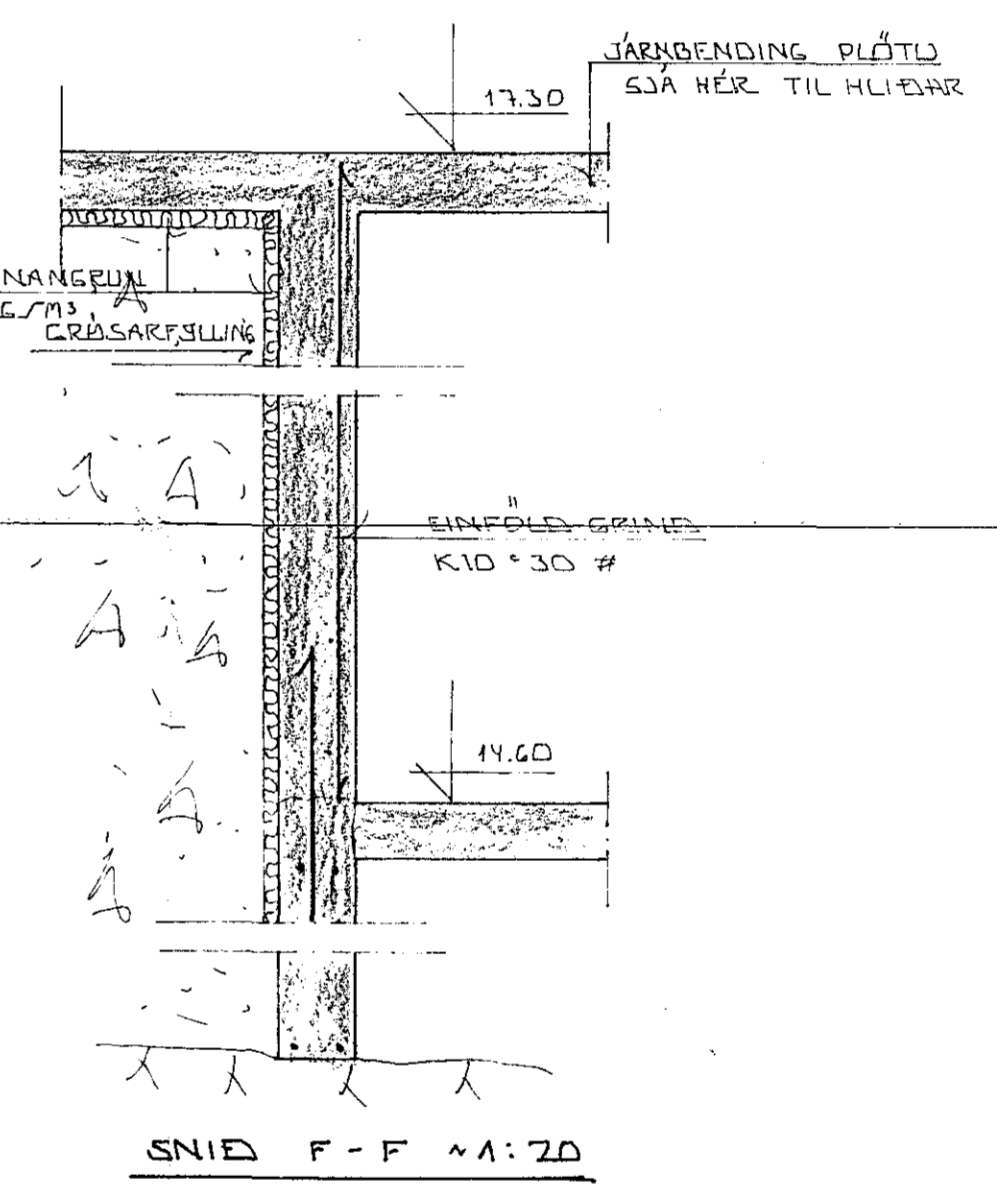 JÁRNBENDING PLÖTU
SJÁ HÉR TIL HLIÐAR
17.30
NANGRUN
G/M3,
GRÚSARFYLLING
EINFÖLD GRIND
K10 ° 30 #
14.60
SNIÐ F - F ~ 1:20